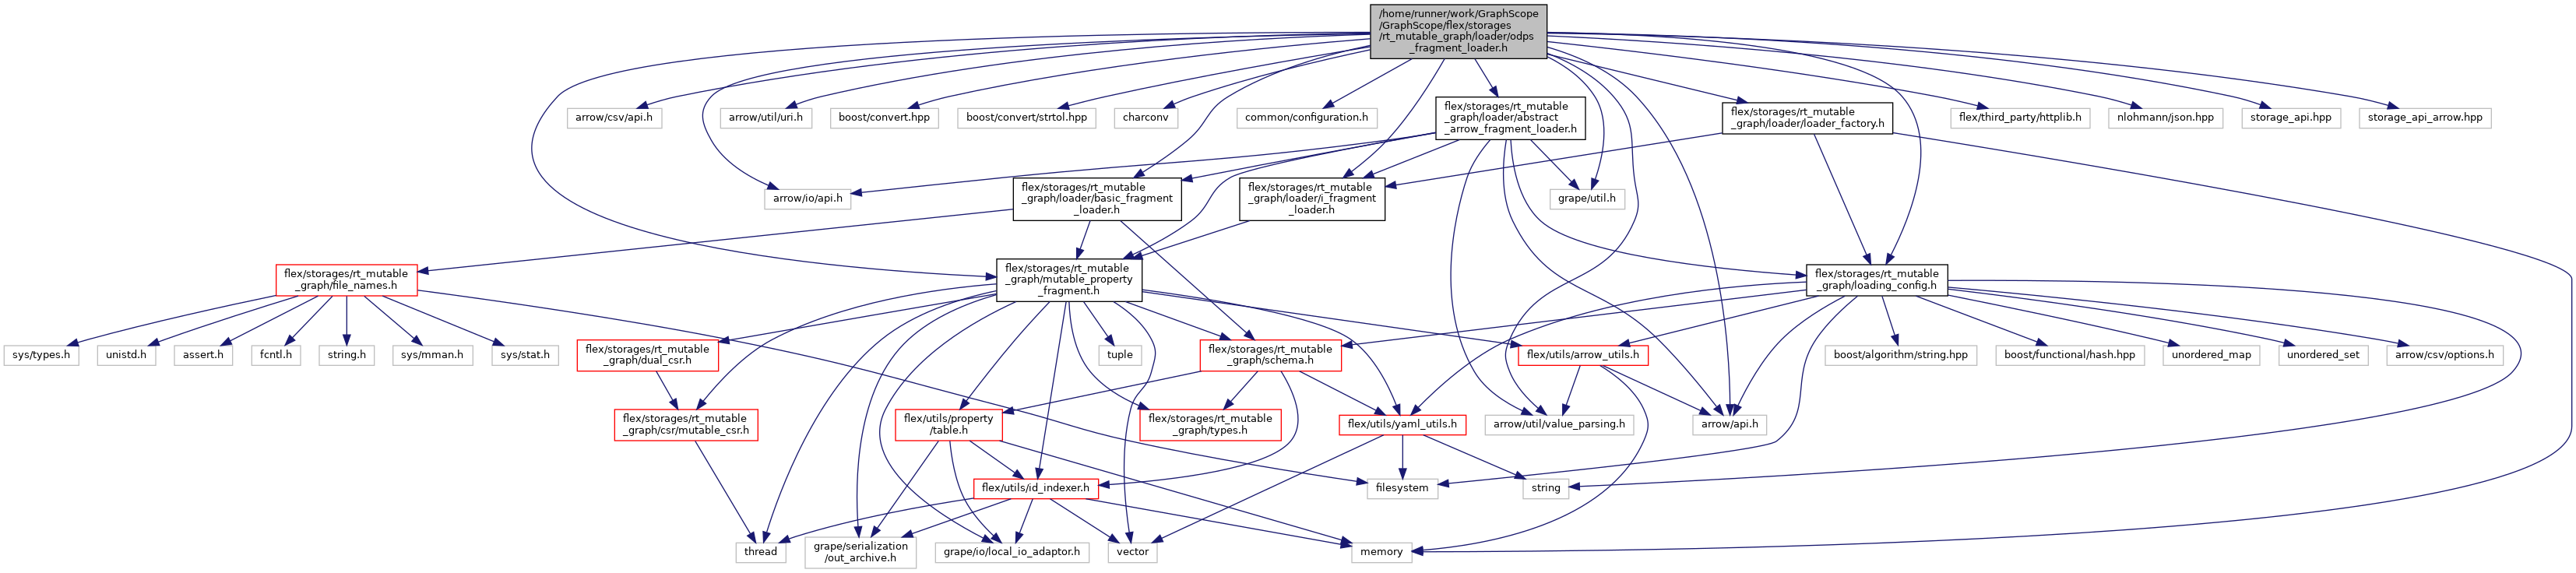 /home/runner/work/GraphScope
/GraphScope/flex/storages
/rt_mutable_graph/loader/odps
_fragment_loader.h
arrow/csv/api.h
arrow/util/uri.h
boost/convert.hpp
boost/convert/strtol.hpp
charconv
common/configuration.h
flex/storages/rt_mutable
_graph/loader/abstract
_arrow_fragment_loader.h
flex/storages/rt_mutable
_graph/loader/loader_factory.h
flex/third_party/httplib.h
nlohmann/json.hpp
storage_api.hpp
storage_api_arrow.hpp
arrow/io/api.h
flex/storages/rt_mutable
_graph/loader/basic_fragment
_loader.h
flex/storages/rt_mutable
_graph/loader/i_fragment
_loader.h
grape/util.h
flex/storages/rt_mutable
_graph/file_names.h
flex/storages/rt_mutable
_graph/mutable_property
_fragment.h
flex/storages/rt_mutable
_graph/loading_config.h
sys/types.h
unistd.h
assert.h
fcntl.h
string.h
sys/mman.h
sys/stat.h
flex/storages/rt_mutable
_graph/dual_csr.h
tuple
flex/storages/rt_mutable
_graph/schema.h
flex/utils/arrow_utils.h
boost/algorithm/string.hpp
boost/functional/hash.hpp
unordered_map
unordered_set
arrow/csv/options.h
flex/storages/rt_mutable
_graph/csr/mutable_csr.h
flex/utils/property
/table.h
flex/storages/rt_mutable
_graph/types.h
flex/utils/yaml_utils.h
arrow/util/value_parsing.h
arrow/api.h
flex/utils/id_indexer.h
filesystem
string
thread
grape/serialization
/out_archive.h
grape/io/local_io_adaptor.h
vector
memory